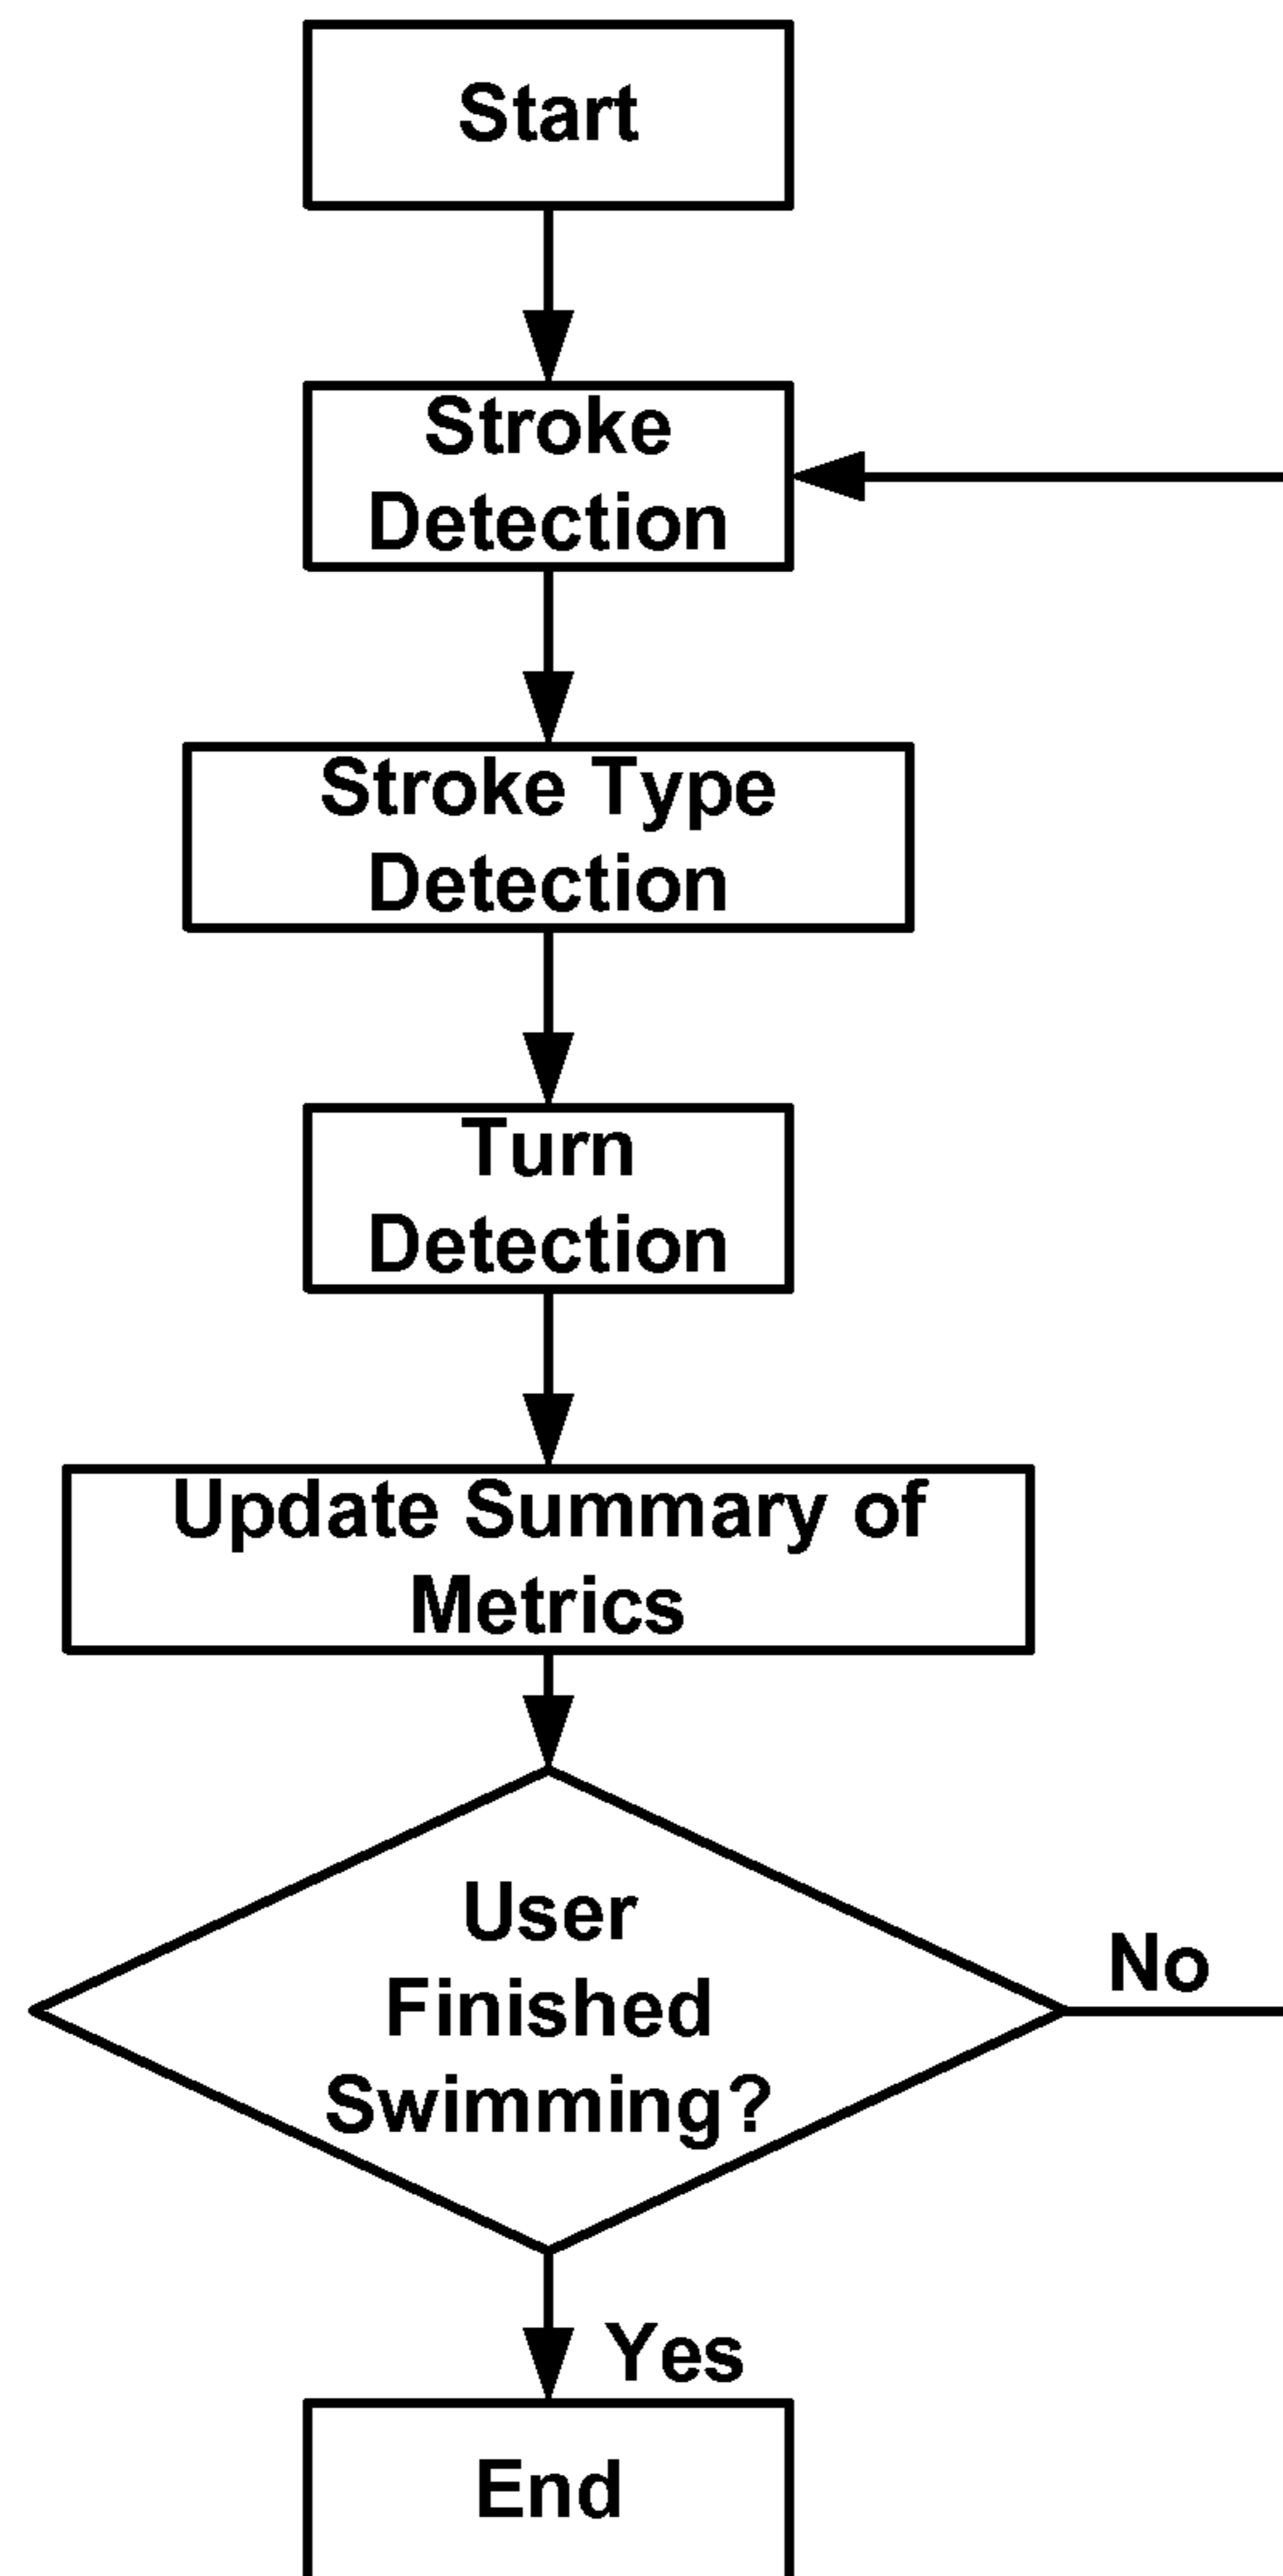 Start
Stroke
Detection
Stroke Type
Detection
Turn
Detection
Update Summary of
Metrics
User
Finished
Swimming?
No
Yes
End